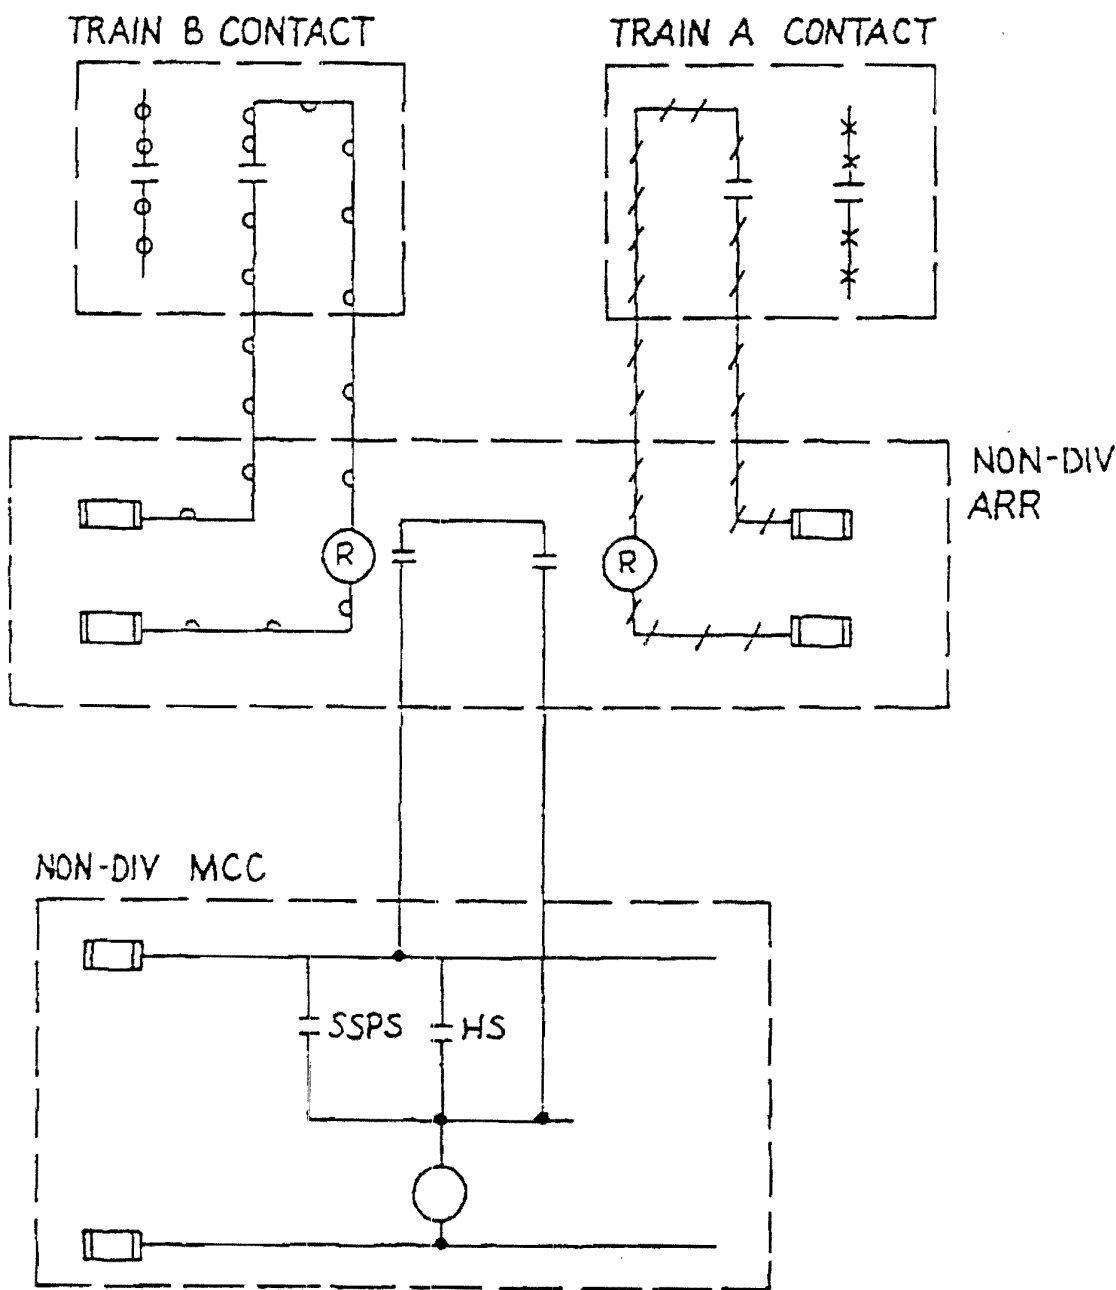 TRAIN B CONTACT
TRAIN A CONTACT
NON-DIV
ARR
R
R
NON-DIV MCC
SSPS
HS